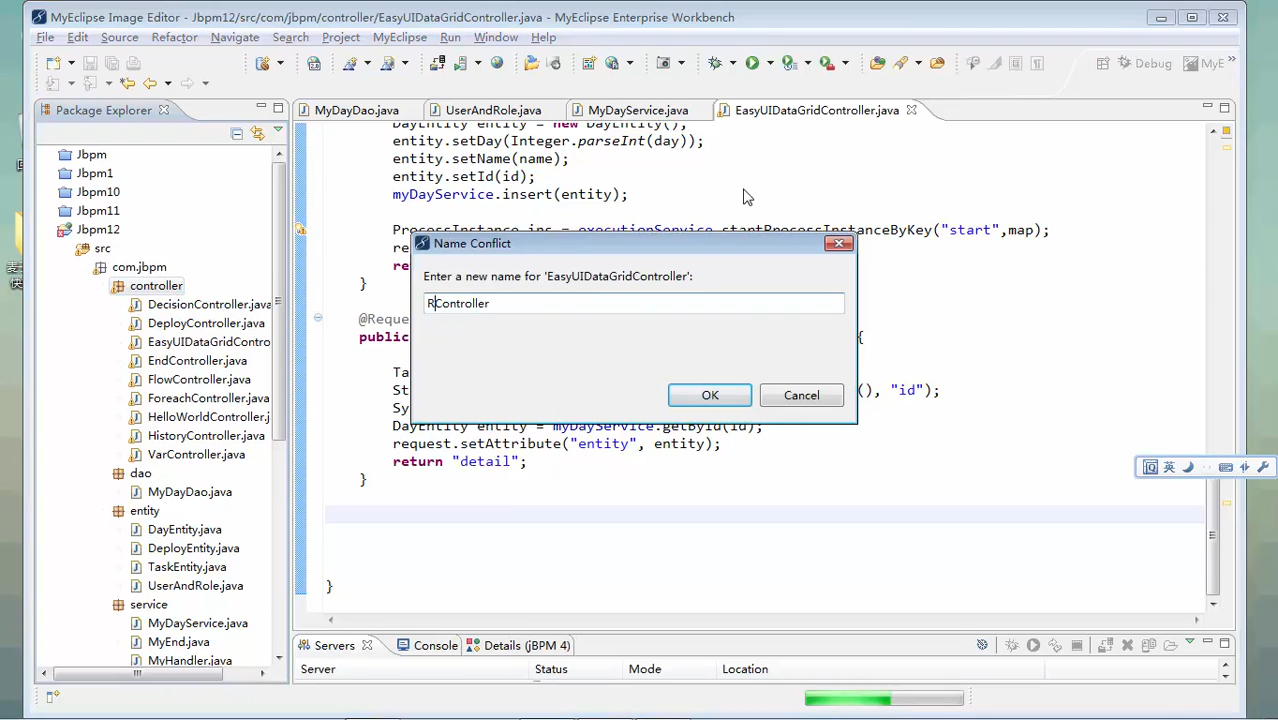 MyEclipse Image Editor - Jbpm12/src/com/jbpm/controller/EasyUIDataGridController.java - MyEclipse Enterprise Workbench
File Edit Source Refactor Navigate Search Project MyEclipse Run Window Help
Debug MyE
Package Explorer
MyDayDao.java UserAndRole.java MyDayService.java EasyUIDataGridController.java
Jbpm
Jbpm1
Jbpm10
Jbpm11
Jbpm12
src
com.jbpm
controller
DecisionController.java
DeployController.java
EasyUIDataGridContro
EndController.java
FlowController.java
ForeachController.java
HelloWorldController.
HistoryController.java
VarController.java
dao
MyDayDao.java
entity
DayEntity.java
DeployEntity.java
TaskEntity.java
UserAndRole.java
service
MyDayService.java
MyEnd.java
MyHandler.java
DayEntity entity = new DayEntity();
entity.setDay(Integer.parseInt(day));
entity.setName(name);
entity.setId(id);
myDayService.insert(entity);
ProcessInstance ins = executionService.startProcessInstanceByKey("start",map);
re
re
}
@Reque
public {
Ta
St (), "id");
Sy
DayEntity entity = myDayService.getById(id);
request.setAttribute("entity", entity);
return "detail";
}
}
Name Conflict
Enter a new name for 'EasyUIDataGridController':
RController
OK Cancel
英
Servers Console Details (jBPM 4)
Server Status Mode Location